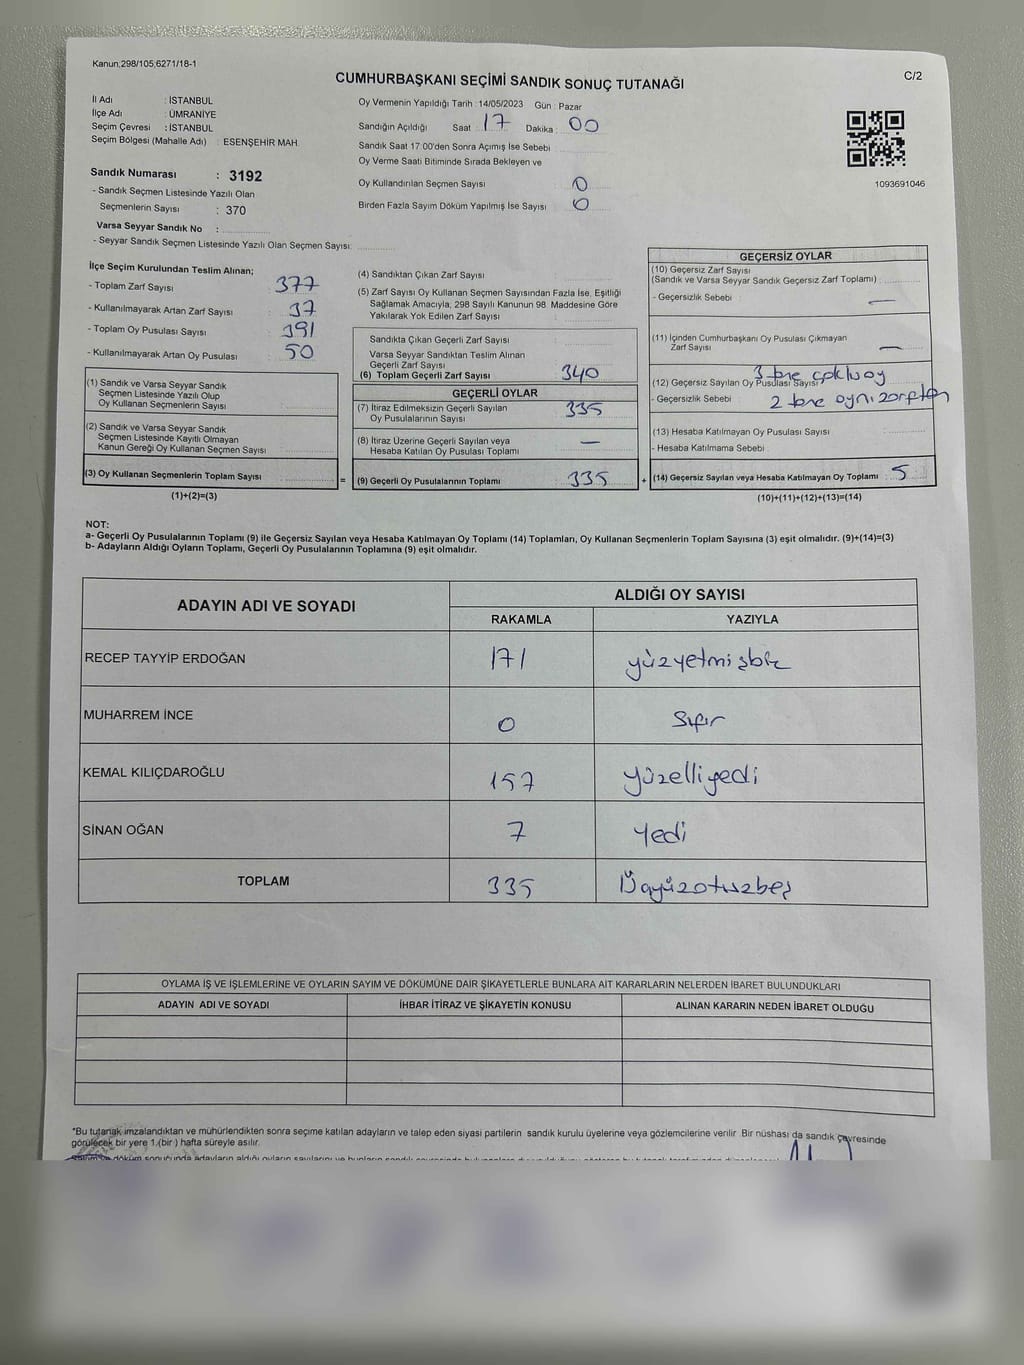 Kanun;298/105;6271/18-1
CUMHURBAŞKANI SEÇİMİ SANDIK SONUÇ TUTANAĞI
C/2
İl Adı : İSTANBUL
İlçe Adı : ÜMRANİYE
Seçim Çevresi : İSTANBUL
Seçim Bölgesi (Mahalle Adı) : ESENŞEHİR MAH.
Sandık Numarası : 3192
- Sandık Seçmen Listesinde Yazılı Olan
Seçmenlerin Sayısı : 370
Varsa Seyyar Sandık No :
- Seyyar Sandık Seçmen Listesinde Yazılı Olan Seçmen Sayısı:
Oy Vermenin Yapıldığı Tarih : 14/05/2023 Gün : Pazar
Sandığın Açıldığı Saat : 17 Dakika : 00
Sandık Saat 17:00'den Sonra Açımış İse Sebebi
Oy Verme Saati Bitiminde Sırada Bekleyen ve
Oy Kullandırılan Seçmen Sayısı : 0
Birden Fazla Sayım Döküm Yapılmış İse Sayısı : 0
1093691046
İlçe Seçim Kurulundan Teslim Alınan;
- Toplam Zarf Sayısı : 377
- Kullanılmayarak Artan Zarf Sayısı : 37
- Toplam Oy Pusulası Sayısı : 391
- Kullanılmayarak Artan Oy Pusulası : 50
(1) Sandık ve Varsa Seyyar Sandık
Seçmen Listesinde Yazılı Olup
Oy Kullanan Seçmenlerin Sayısı :
(2) Sandık ve Varsa Seyyar Sandık
Seçmen Listesinde Kayıtlı Olmayan
Kanun Gereği Oy Kullanan Seçmen Sayısı :
(3) Oy Kullanan Seçmenlerin Toplam Sayısı :
(1)+(2)=(3)
=
(4) Sandıktan Çıkan Zarf Sayısı :
(5) Zarf Sayısı Oy Kullanan Seçmen Sayısından Fazla İse, Eşitliği
Sağlamak Amacıyla, 298 Sayılı Kanunun 98. Maddesine Göre
Yakılarak Yok Edilen Zarf Sayısı :
Sandıkta Çıkan Geçerli Zarf Sayısı :
Varsa Seyyar Sandıktan Teslim Alınan
Geçerli Zarf Sayısı :
(6) Toplam Geçerli Zarf Sayısı : 340
GEÇERLİ OYLAR
(7) İtiraz Edilmeksizin Geçerli Sayılan
Oy Pusulalarının Sayısı : 335
(8) İtiraz Üzerine Geçerli Sayılan veya
Hesaba Katılan Oy Pusulası Toplamı : —
(9) Geçerli Oy Pusulalarının Toplamı : 335
+
GEÇERSİZ OYLAR
(10) Geçersiz Zarf Sayısı
(Sandık ve Varsa Seyyar Sandık Geçersiz Zarf Toplamı) :
- Geçersizlik Sebebi : —
(11) İçinden Cumhurbaşkanı Oy Pusulası Çıkmayan
Zarf Sayısı : —
(12) Geçersiz Sayılan Oy Pusulası Sayısı : 3 tane çoklu oy
- Geçersizlik Sebebi : 2 tane aynı zarftan
(13) Hesaba Katılmayan Oy Pusulası Sayısı :
- Hesaba Katılmama Sebebi :
(14) Geçersiz Sayılan veya Hesaba Katılmayan Oy Toplamı : 5
(10)+(11)+(12)+(13)=(14)
NOT:
a- Geçerli Oy Pusulalarının Toplamı (9) ile Geçersiz Sayılan veya Hesaba Katılmayan Oy Toplamı (14) Toplamları, Oy Kullanan Seçmenlerin Toplam Sayısına (3) eşit olmalıdır. (9)+(14)=(3)
b- Adayların Aldığı Oyların Toplamı, Geçerli Oy Pusulalarının Toplamına (9) eşit olmalıdır.
ADAYIN ADI VE SOYADI
ALDIĞI OY SAYISI
RAKAMLA YAZIYLA
RECEP TAYYİP ERDOĞAN 171 yüzyetmişbir
MUHARREM İNCE 0 Sıfır
KEMAL KILIÇDAROĞLU 157 yüzelliyedi
SİNAN OĞAN 7 yedi
TOPLAM 335 Üçyüzotuzbeş
OYLAMA İŞ VE İŞLEMLERİNE VE OYLARIN SAYIM VE DÖKÜMÜNE DAİR ŞİKAYETLERLE BUNLARA AİT KARARLARIN NELERDEN İBARET BULUNDUKLARI
ADAYIN ADI VE SOYADI İHBAR İTİRAZ VE ŞİKAYETİN KONUSU ALINAN KARARIN NEDEN İBARET OLDUĞU
*Bu tutanak imzalandıktan ve mühürlendikten sonra seçime katılan adayların ve talep eden siyasi partilerin sandık kurulu üyelerine veya gözlemcilerine verilir. Bir nüshası da sandık çevresinde
görülecek bir yere 1.(bir ) hafta süreyle asılır.